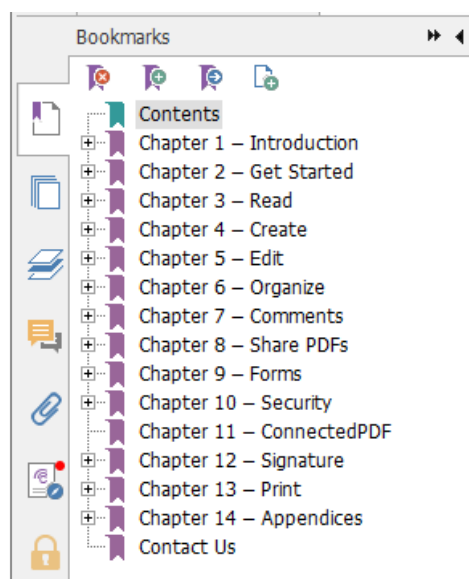 Bookmarks
Contents
Chapter 1 – Introduction
Chapter 2 – Get Started
Chapter 3 – Read
Chapter 4 – Create
Chapter 5 – Edit
Chapter 6 – Organize
Chapter 7 – Comments
Chapter 8 – Share PDFs
Chapter 9 – Forms
Chapter 10 – Security
Chapter 11 – ConnectedPDF
Chapter 12 – Signature
Chapter 13 – Print
Chapter 14 – Appendices
Contact Us